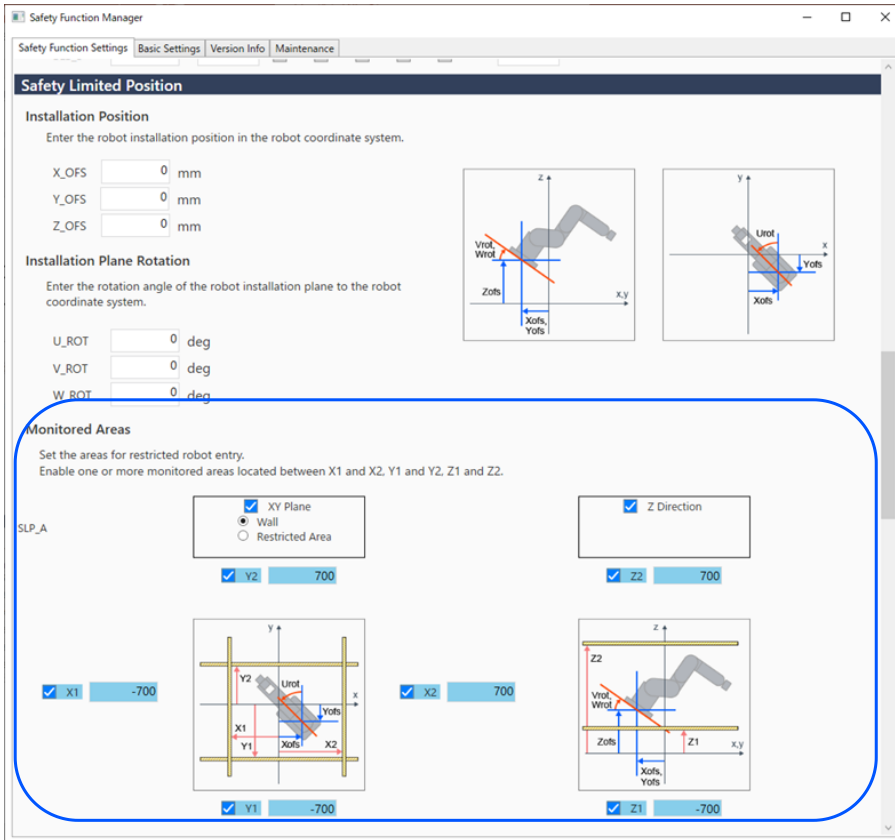 Safety Function Manager
Safety Function Settings Basic Settings Version Info Maintenance
Safety Limited Position
Installation Position
Enter the robot installation position in the robot coordinate system.
X_OFS 0 mm
Y_OFS 0 mm
Z_OFS 0 mm
z
Vrot,
Wrot
Zofs
x,y
Xofs,
Yofs
y
Urot
x
Yofs
Xofs
Installation Plane Rotation
Enter the rotation angle of the robot installation plane to the robot
coordinate system.
U_ROT 0 deg
V_ROT 0 deg
W_ROT 0 deg
Monitored Areas
Set the areas for restricted robot entry.
Enable one or more monitored areas located between X1 and X2, Y1 and Y2, Z1 and Z2.
SLP_A
XY Plane
Wall
Restricted Area
Z Direction
Y2 700
Z2 700
X1 -700
y
Y2
Urot
x
Yofs
X1
Y1
Xofs
X2
X2 700
z
Z2
Vrot,
Wrot
Zofs
Z1
x,y
Xofs,
Yofs
Y1 -700
Z1 -700